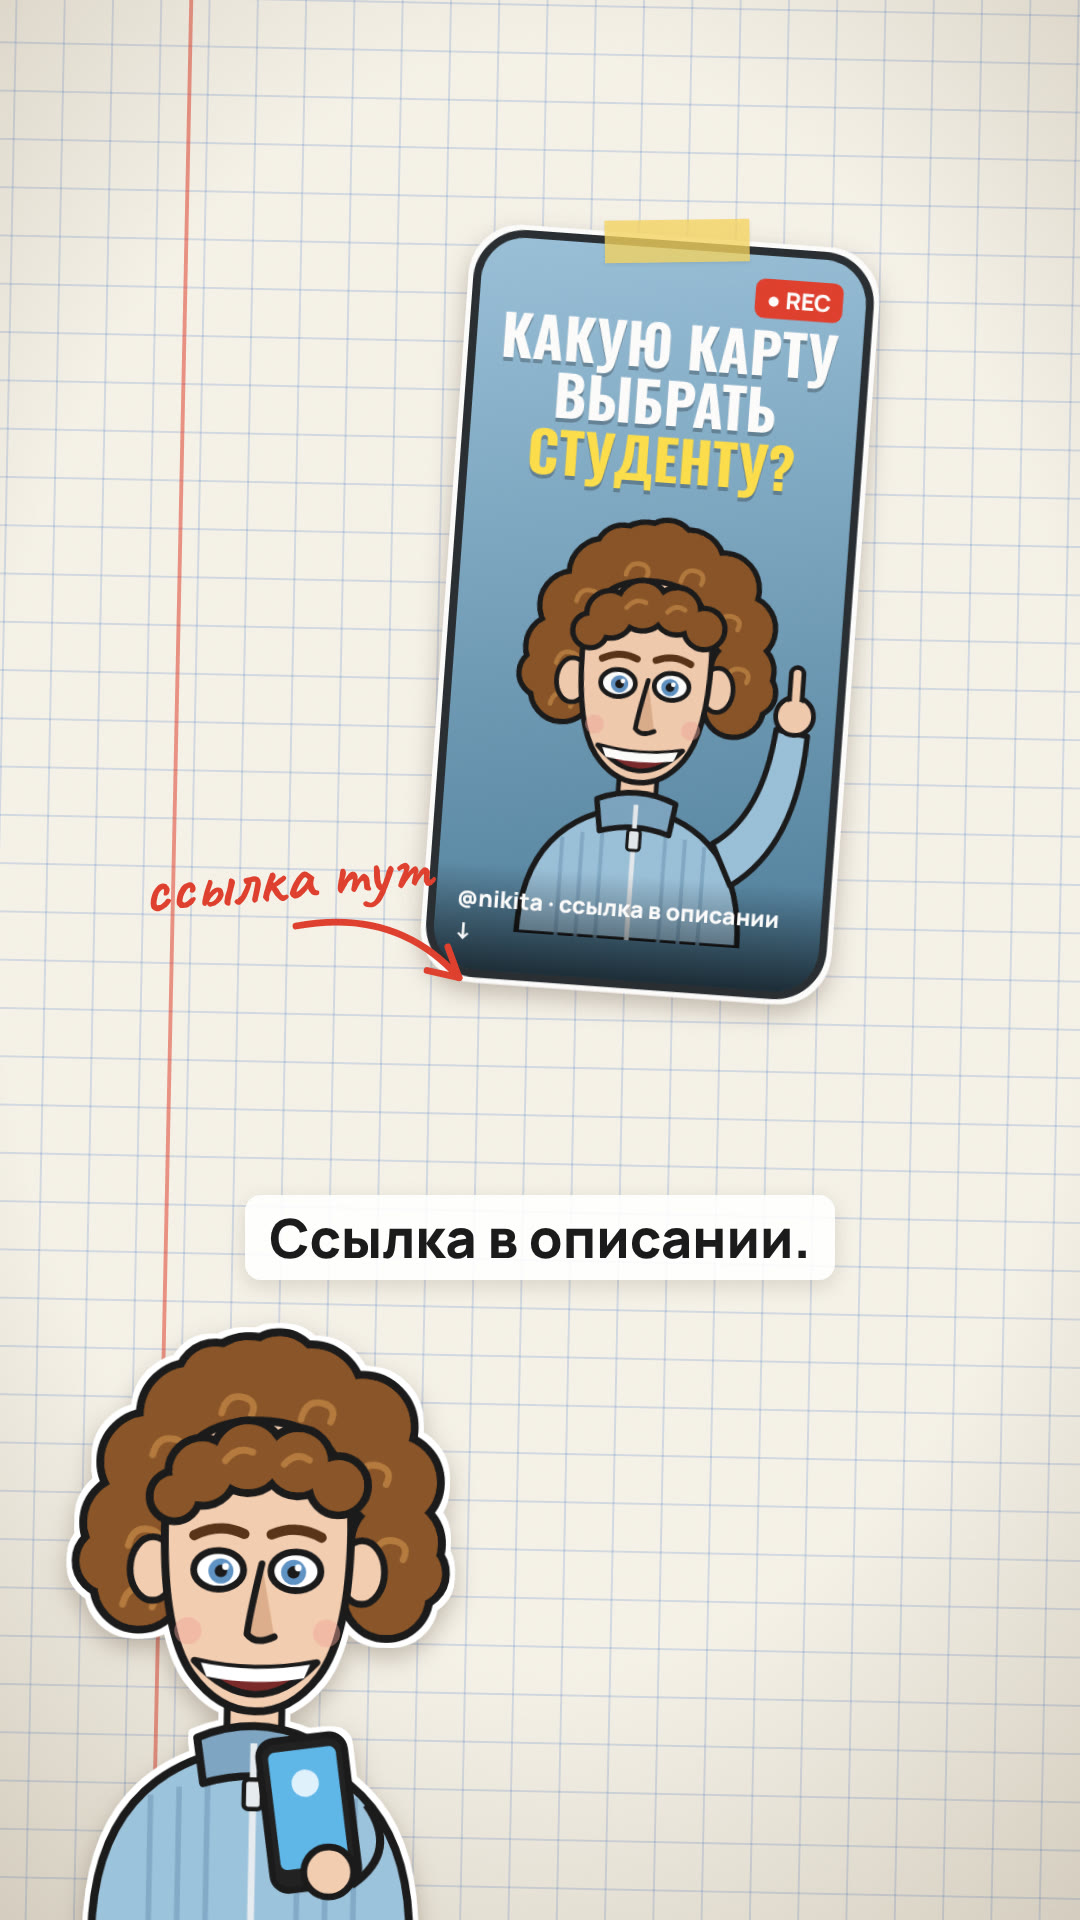 • REC
КАКУЮ КАРТУ
ВЫБРАТЬ
СТУДЕНТУ?
ссылка тут
@nikita · ссылка в описании
↓
Ссылка в описании.